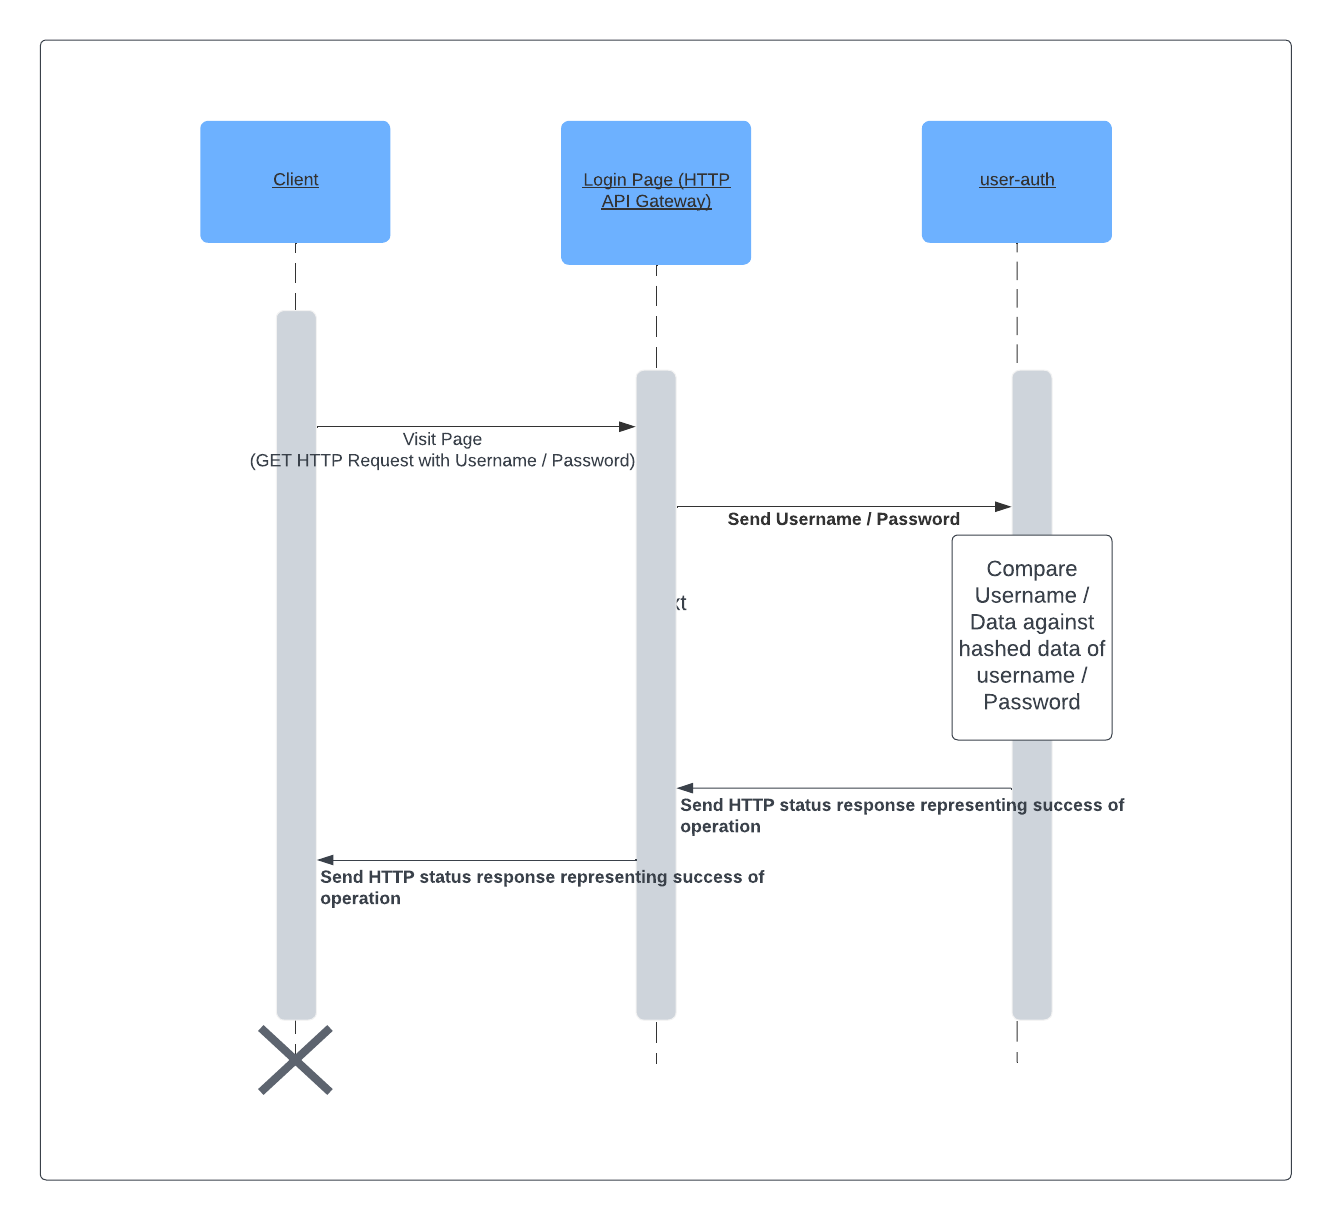 Client
Login Page (HTTP
API Gateway)
user-auth
Visit Page
(GET HTTP Request with Username / Password)
Send Username / Password
Compare
Username /
Data against
hashed data of
username /
Password
Send HTTP status response representing success of
operation
Send HTTP status response representing success of
operation